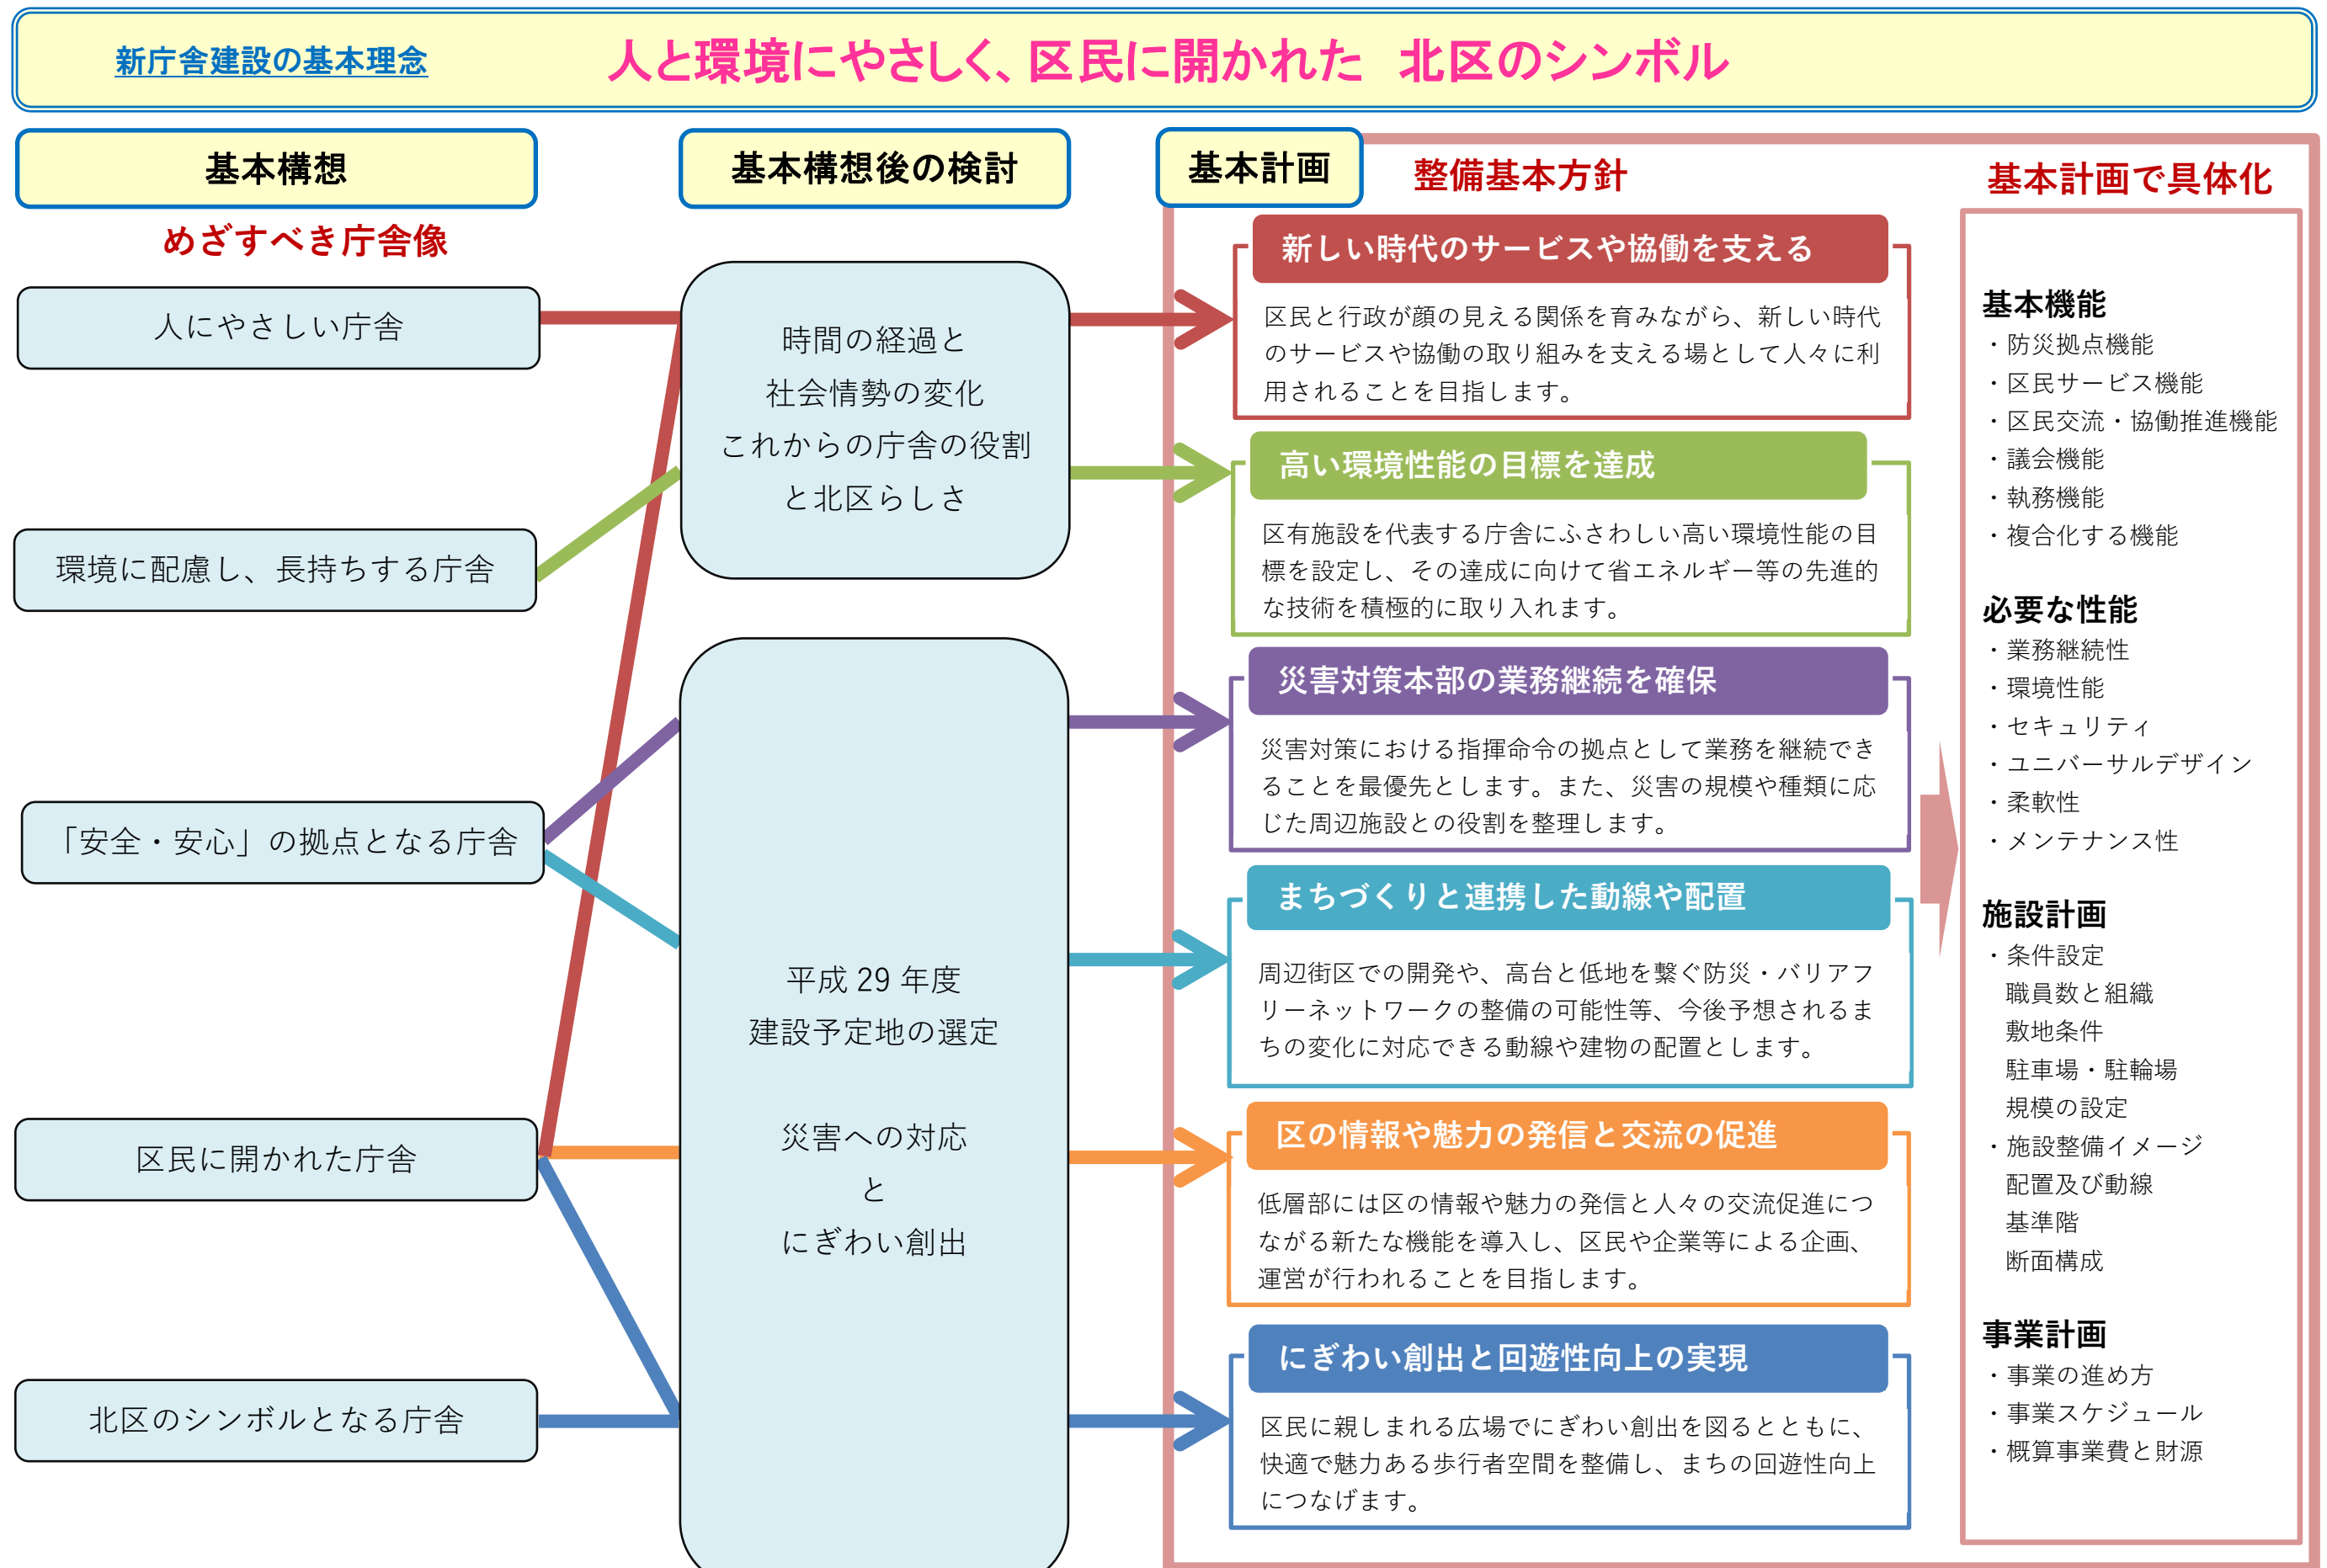 新庁舎建設の基本理念
人と環境にやさしく、区民に開かれた　北区のシンボル
基本構想
めざすべき庁舎像
人にやさしい庁舎
環境に配慮し、長持ちする庁舎
「安全・安心」の拠点となる庁舎
区民に開かれた庁舎
北区のシンボルとなる庁舎
基本構想後の検討
時間の経過と
社会情勢の変化
これからの庁舎の役割
と北区らしさ
平成 29 年度
建設予定地の選定
災害への対応
と
にぎわい創出
基本計画
整備基本方針
新しい時代のサービスや協働を支える
区民と行政が顔の見える関係を育みながら、新しい時代
のサービスや協働の取り組みを支える場として人々に利
用されることを目指します。
高い環境性能の目標を達成
区有施設を代表する庁舎にふさわしい高い環境性能の目
標を設定し、その達成に向けて省エネルギー等の先進的
な技術を積極的に取り入れます。
災害対策本部の業務継続を確保
災害対策における指揮命令の拠点として業務を継続でき
ることを最優先とします。また、災害の規模や種類に応
じた周辺施設との役割を整理します。
まちづくりと連携した動線や配置
周辺街区での開発や、高台と低地を繋ぐ防災・バリアフ
リーネットワークの整備の可能性等、今後予想されるま
ちの変化に対応できる動線や建物の配置とします。
区の情報や魅力の発信と交流の促進
低層部には区の情報や魅力の発信と人々の交流促進につ
ながる新たな機能を導入し、区民や企業等による企画、
運営が行われることを目指します。
にぎわい創出と回遊性向上の実現
区民に親しまれる広場でにぎわい創出を図るとともに、
快適で魅力ある歩行者空間を整備し、まちの回遊性向上
につなげます。
基本計画で具体化
基本機能
・防災拠点機能
・区民サービス機能
・区民交流・協働推進機能
・議会機能
・執務機能
・複合化する機能
必要な性能
・業務継続性
・環境性能
・セキュリティ
・ユニバーサルデザイン
・柔軟性
・メンテナンス性
施設計画
・条件設定
職員数と組織
敷地条件
駐車場・駐輪場
規模の設定
・施設整備イメージ
配置及び動線
基準階
断面構成
事業計画
・事業の進め方
・事業スケジュール
・概算事業費と財源